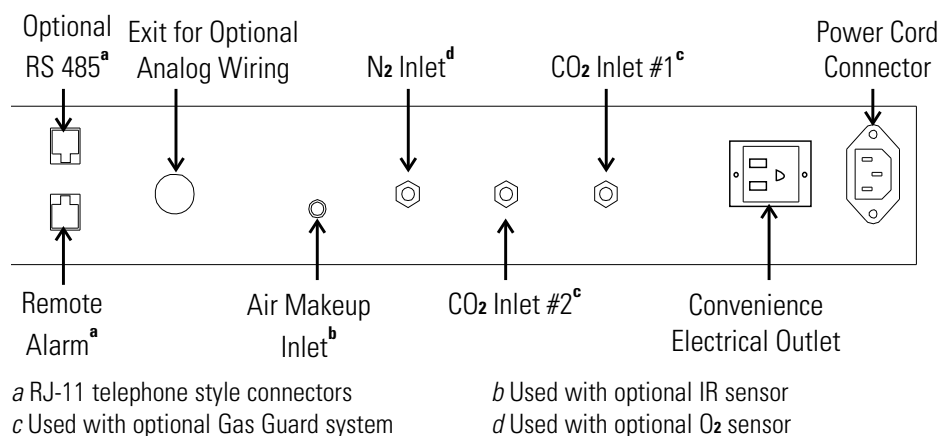 Optional
RS 485a
Exit for Optional
Analog Wiring
N2 Inletd
CO2 Inlet #1c
Power Cord
Connector
Remote
Alarma
Air Makeup
Inletb
CO2 Inlet #2c
Convenience
Electrical Outlet
a RJ-11 telephone style connectors
b Used with optional IR sensor
c Used with optional Gas Guard system
d Used with optional O2 sensor